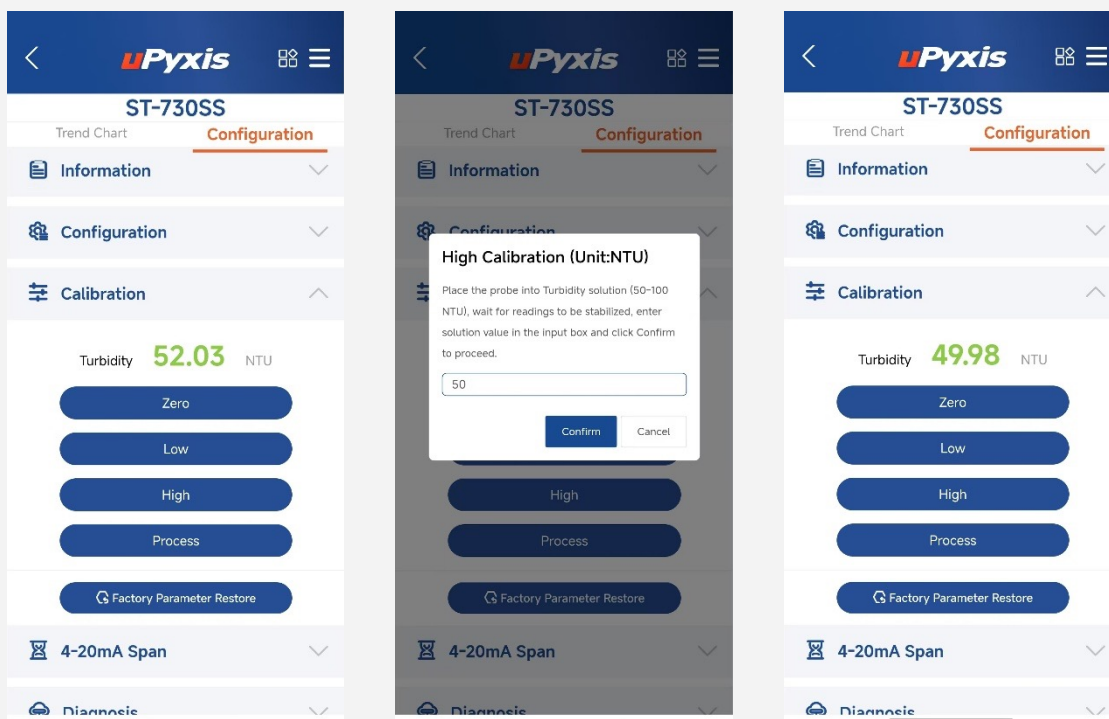 uPyxis
ST-730SS
Trend Chart Configuration
Information
Configuration
Calibration
Turbidity 52.03 NTU
Zero
Low
High
Process
Factory Parameter Restore
4-20mA Span
Diagnosis
uPyxis
ST-730SS
Trend Chart Configuration
Information
Configuration
High Calibration (Unit:NTU)
Place the probe into Turbidity solution (50-100
NTU), wait for readings to be stabilized, enter
solution value in the input box and click Confirm
to proceed.
50
Confirm Cancel
High
Process
Factory Parameter Restore
4-20mA Span
Diagnosis
uPyxis
ST-730SS
Trend Chart Configuration
Information
Configuration
Calibration
Turbidity 49.98 NTU
Zero
Low
High
Process
Factory Parameter Restore
4-20mA Span
Diagnosis